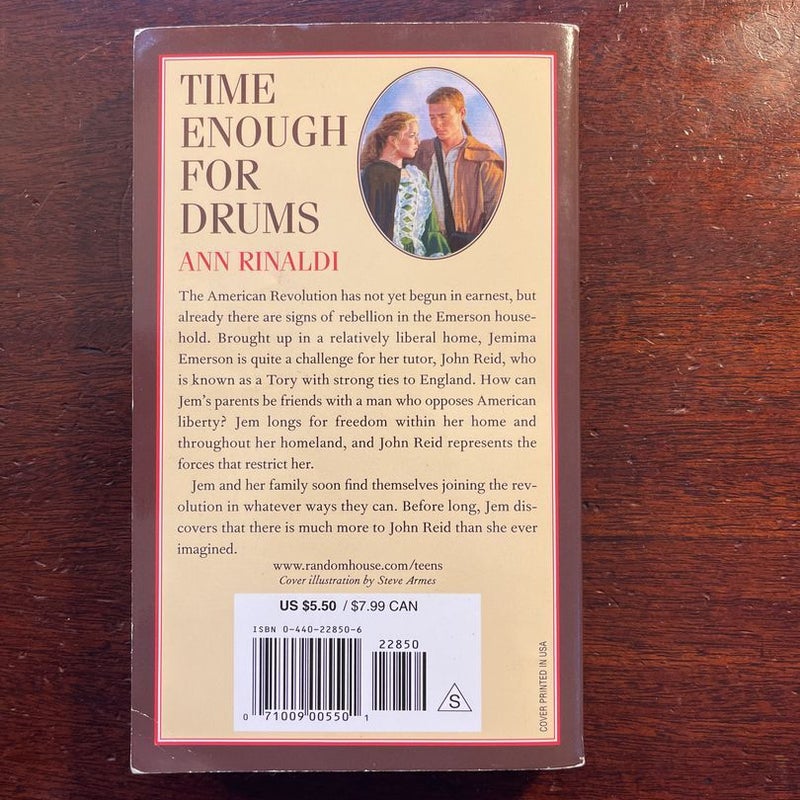 TIME
ENOUGH
FOR
DRUMS
ANN RINALDI
The American Revolution has not yet begun in earnest, but
already there are signs of rebellion in the Emerson house-
hold. Brought up in a relatively liberal home, Jemima
Emerson is quite a challenge for her tutor, John Reid, who
is known as a Tory with strong ties to England. How can
Jem's parents be friends with a man who opposes American
liberty? Jem longs for freedom within her home and
throughout her homeland, and John Reid represents the
forces that restrict her.
Jem and her family soon find themselves joining the rev-
olution in whatever ways they can. Before long, Jem dis-
covers that there is much more to John Reid than she ever
imagined.
www.randomhouse.com/teens
Cover illustration by Steve Armes
US $5.50 / $7.99 CAN
ISBN 0-440-22850-6
22850
0 71009 00550 1
S
COVER PRINTED IN USA